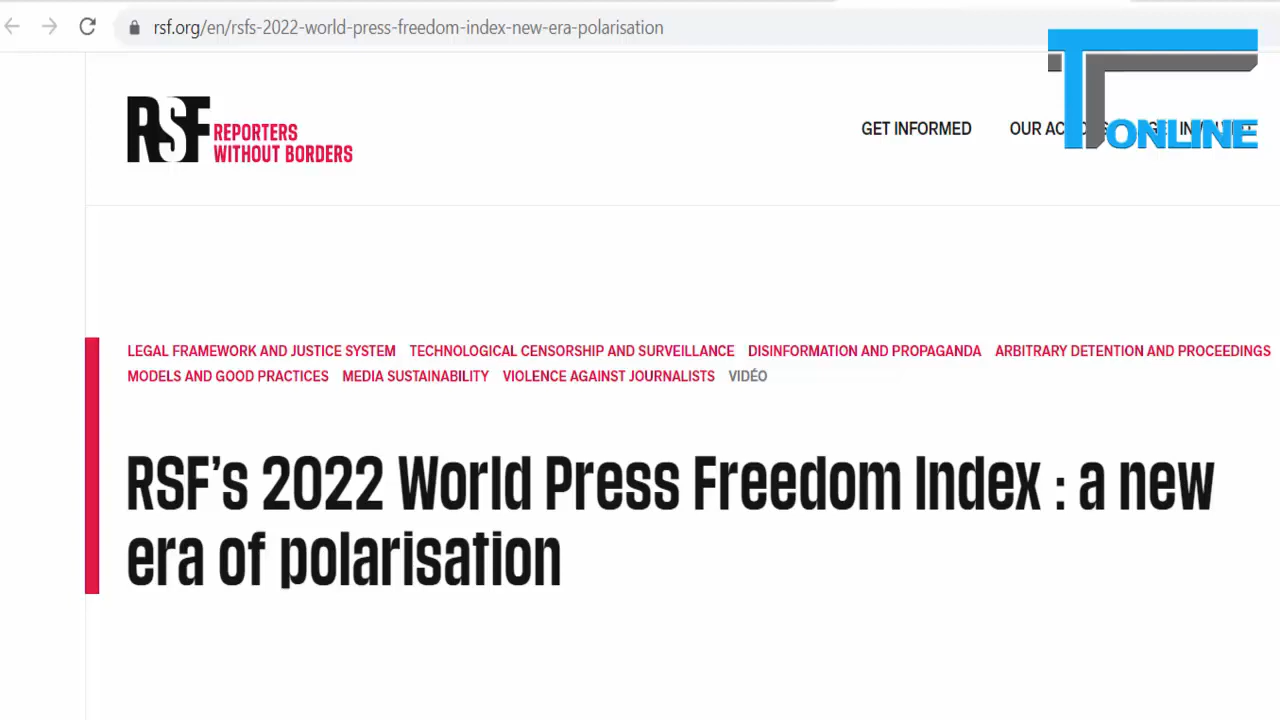 rsf.org/en/rsfs-2022-world-press-freedom-index-new-era-polarisation
RSF REPORTERS
WITHOUT BORDERS
GET INFORMED OUR
T ONLINE
LEGAL FRAMEWORK AND JUSTICE SYSTEM TECHNOLOGICAL CENSORSHIP AND SURVEILLANCE DISINFORMATION AND PROPAGANDA ARBITRARY DETENTION AND PROCEEDINGS
MODELS AND GOOD PRACTICES MEDIA SUSTAINABILITY VIOLENCE AGAINST JOURNALISTS VIDÉO
RSF’s 2022 World Press Freedom Index : a new
era of polarisation